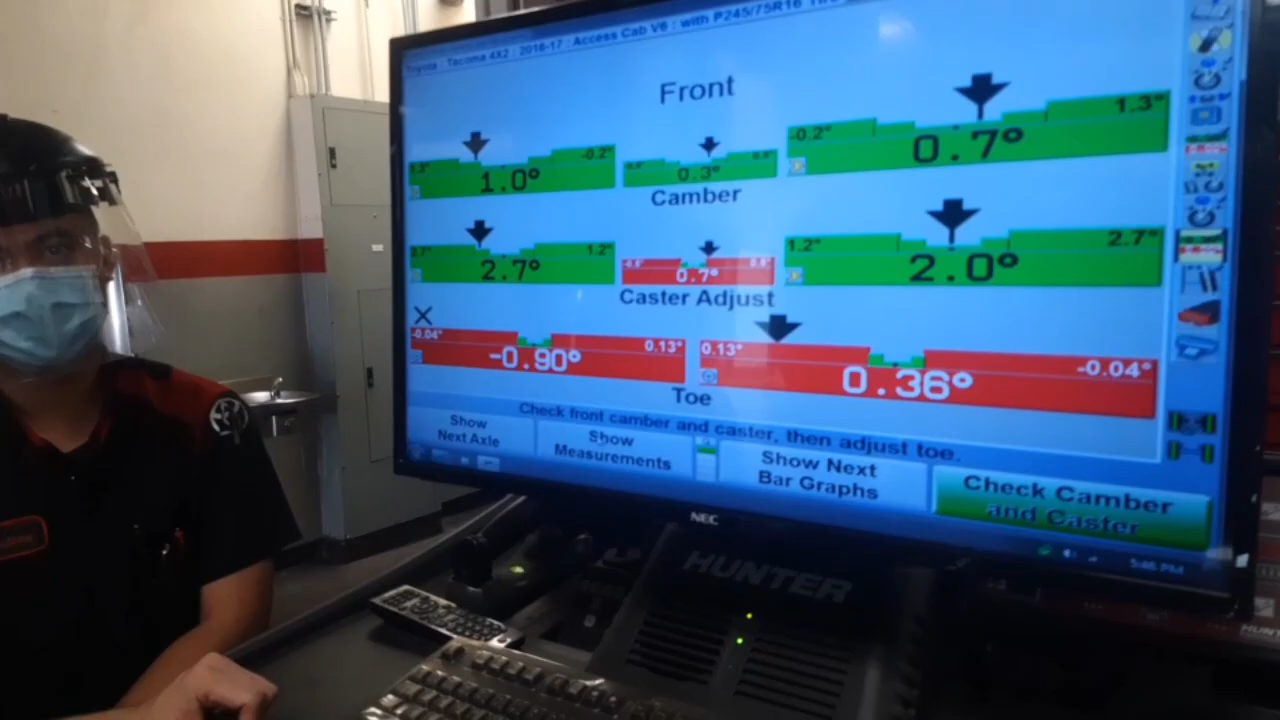 Toyota : Tacoma 4X2 : 2016-17 : Access Cab V6 : with P245/75R16
Front
1.3° -0.2° -0.2° 1.3°
1.0° 0.3° 0.7°
Camber
2.7° 1.2° 1.2° 2.7°
2.7° 0.7° 2.0°
Caster Adjust
-0.04° 0.13° 0.13° -0.04°
-0.90° 0.36°
Toe
Check front camber and caster, then adjust toe.
Show Next Axle
Show Measurements
Show Next Bar Graphs
Check Camber and Caster
5:46 PM
NEC
HUNTER